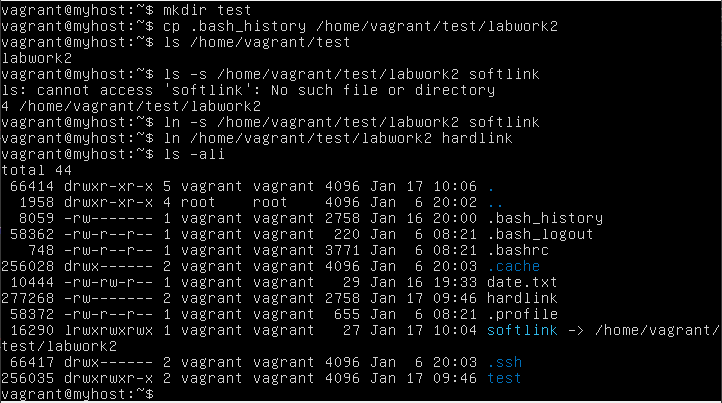 vagrant@myhost:~$ mkdir test
vagrant@myhost:~$ cp .bash_history /home/vagrant/test/labwork2
vagrant@myhost:~$ ls /home/vagrant/test
labwork2
vagrant@myhost:~$ ls -s /home/vagrant/test/labwork2 softlink
ls: cannot access 'softlink': No such file or directory
4 /home/vagrant/test/labwork2
vagrant@myhost:~$ ln -s /home/vagrant/test/labwork2 softlink
vagrant@myhost:~$ ln /home/vagrant/test/labwork2 hardlink
vagrant@myhost:~$ ls -ali
total 44
 66414 drwxr-xr-x 5 vagrant vagrant 4096 Jan 17 10:06 .
  1958 drwxr-xr-x 4 root    root    4096 Jan  6 20:02 ..
  8059 -rw------- 1 vagrant vagrant 2758 Jan 16 20:00 .bash_history
 58362 -rw-r--r-- 1 vagrant vagrant  220 Jan  6 08:21 .bash_logout
   748 -rw-r--r-- 1 vagrant vagrant 3771 Jan  6 08:21 .bashrc
256028 drwx------ 2 vagrant vagrant 4096 Jan  6 20:03 .cache
 10444 -rw-rw-r-- 1 vagrant vagrant   29 Jan 16 19:33 date.txt
277268 -rw------- 2 vagrant vagrant 2758 Jan 17 09:46 hardlink
 58372 -rw-r--r-- 1 vagrant vagrant  655 Jan  6 08:21 .profile
 16290 lrwxrwxrwx 1 vagrant vagrant   27 Jan 17 10:04 softlink -> /home/vagrant/
test/labwork2
 66417 drwx------ 2 vagrant vagrant 4096 Jan  6 20:03 .ssh
256035 drwxrwxr-x 2 vagrant vagrant 4096 Jan 17 09:46 test
vagrant@myhost:~$